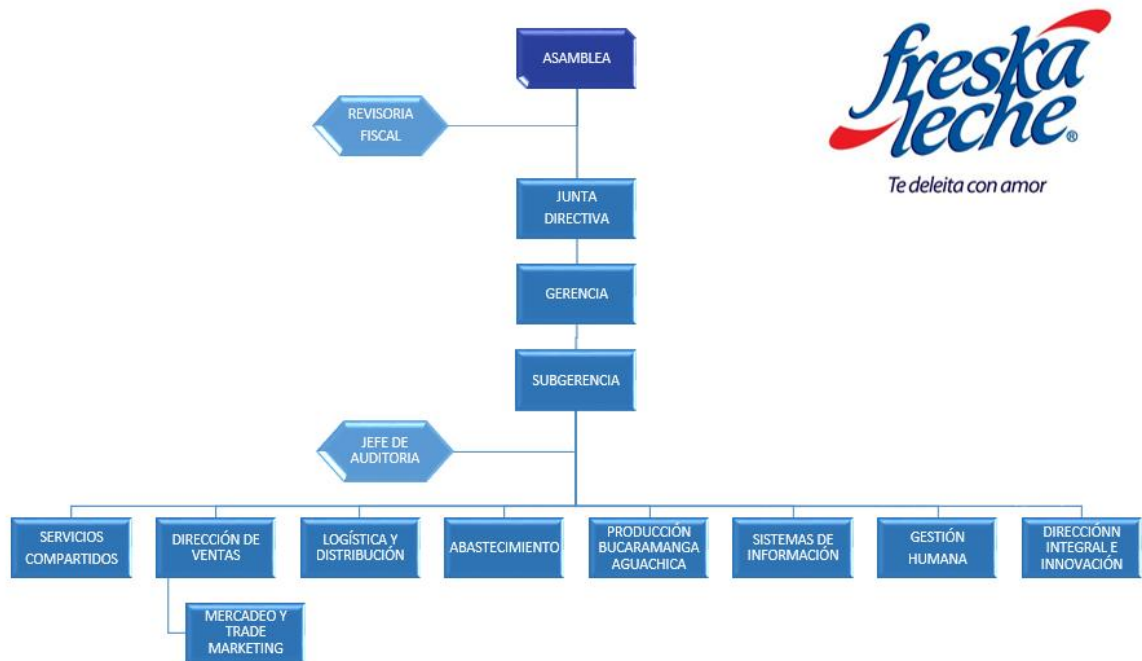 ASAMBLEA
freska
leche®
Te deleita con amor
REVISORIA
FISCAL
JUNTA
DIRECTIVA
GERENCIA
SUBGERENCIA
JEFE DE
AUDITORIA
SERVICIOS
COMPARTIDOS
DIRECCIÓN DE
VENTAS
LOGÍSTICA Y
DISTRIBUCIÓN
ABASTECIMIENTO
PRODUCCIÓN
BUCARAMANGA
AGUACHICA
SISTEMAS DE
INFORMACIÓN
GESTIÓN
HUMANA
DIRECCIÓNN
INTEGRAL E
INNOVACIÓN
MERCADEO Y
TRADE
MARKETING